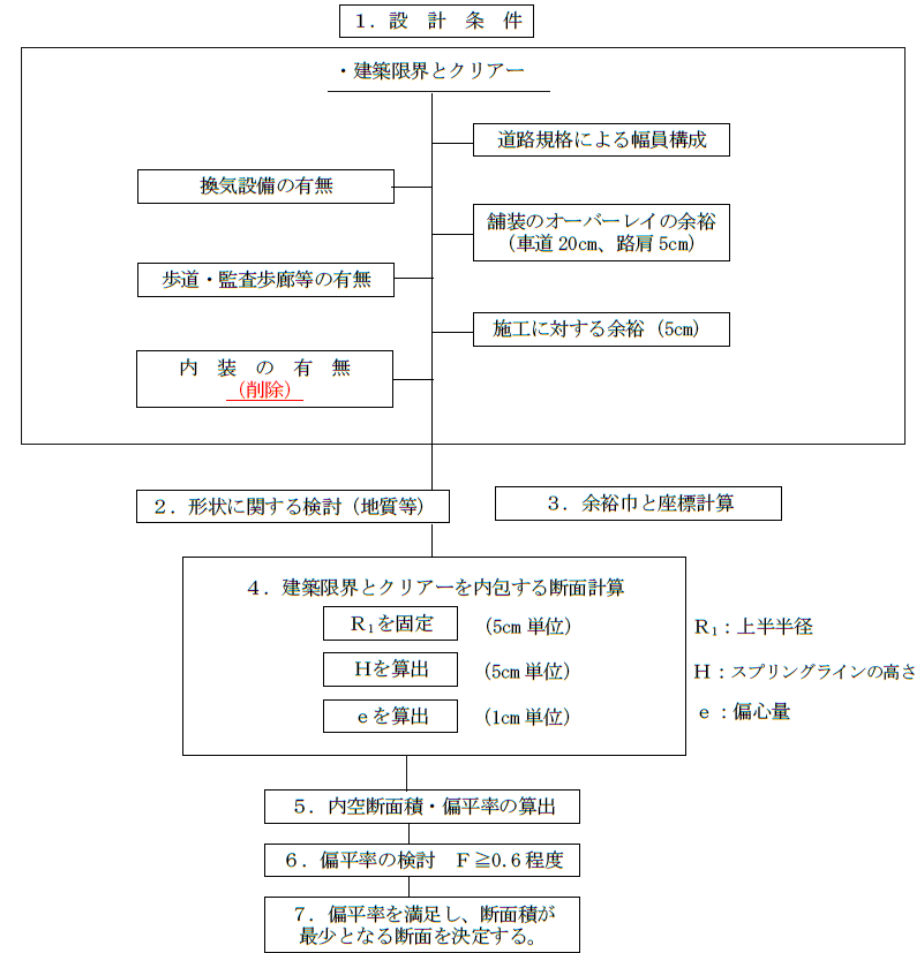 １．設　計　条　件
・建築限界とクリアー
道路規格による幅員構成
換気設備の有無
舗装のオーバーレイの余裕
（車道 20cm、路肩 5cm）
歩道・監査歩廊等の有無
施工に対する余裕（5cm）
内　装　の　有　無
（削除）
２．形状に関する検討（地質等）
３．余裕巾と座標計算
４．建築限界とクリアーを内包する断面計算
Ｒ₁を固定　（5cm 単位）　Ｒ₁：上半半径
Ｈを算出　（5cm 単位）　Ｈ：スプリングラインの高さ
ｅを算出　（1cm 単位）　ｅ：偏心量
５．内空断面積・偏平率の算出
６．偏平率の検討　Ｆ≧0.6 程度
７．偏平率を満足し、断面積が
最少となる断面を決定する。